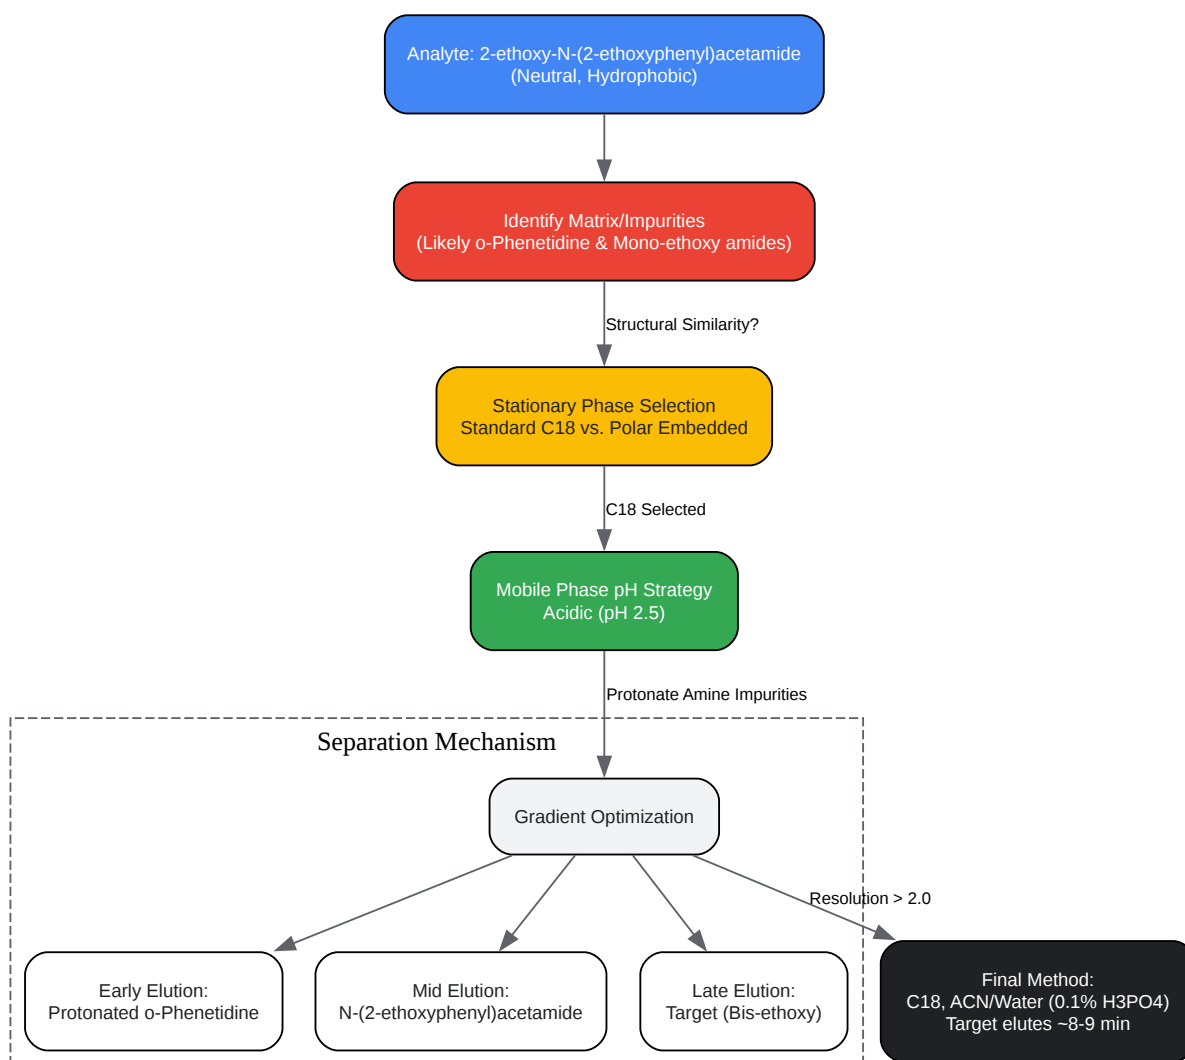 Analyte: 2-ethoxy-N-(2-ethoxyphenyl)acetamide
(Neutral, Hydrophobic)
Identify Matrix/Impurities
(Likely o-Phenetidine & Mono-ethoxy amides)
Structural Similarity?
Stationary Phase Selection
Standard C18 vs. Polar Embedded
C18 Selected
Mobile Phase pH Strategy
Acidic (pH 2.5)
Protonate Amine Impurities
Separation Mechanism
Gradient Optimization
Resolution > 2.0
Early Elution:
Protonated o-Phenetidine
Mid Elution:
N-(2-ethoxyphenyl)acetamide
Late Elution:
Target (Bis-ethoxy)
Final Method:
C18, ACN/Water (0.1% H3PO4)
Target elutes ~8-9 min